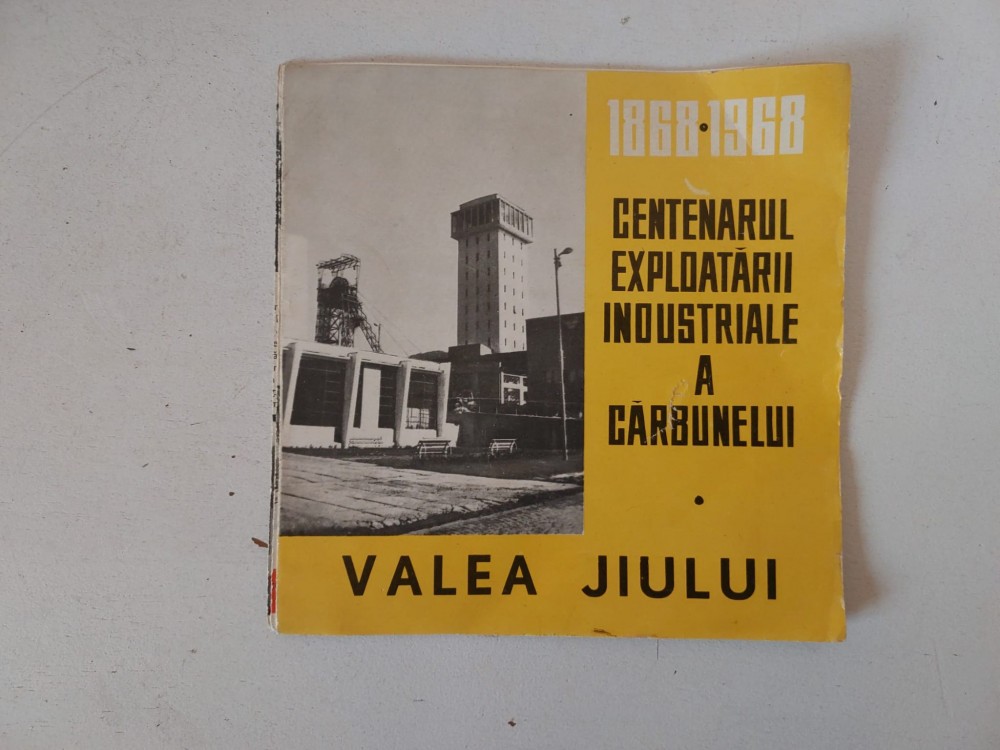 1868·1968
CENTENARUL
EXPLOATĂRII
INDUSTRIALE
A
CĂRBUNELUI
VALEA JIULUI